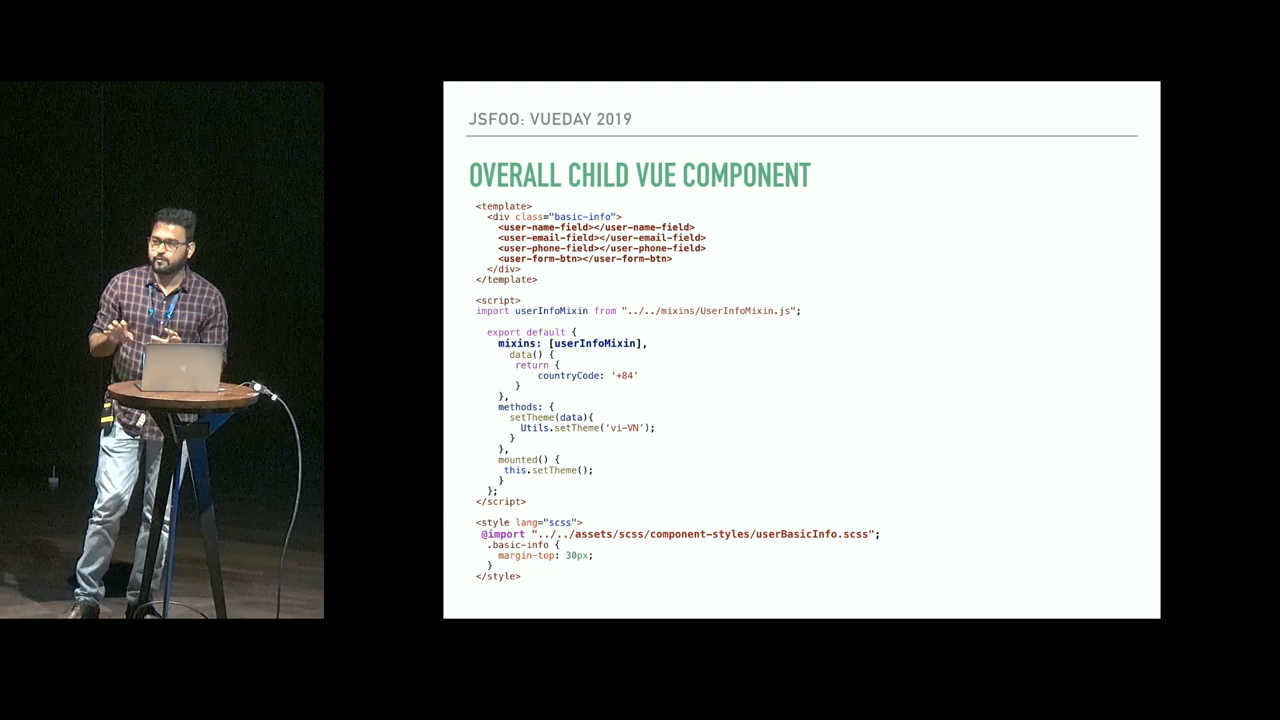 JSFOO: VUEDAY 2019
OVERALL CHILD VUE COMPONENT
<template>
<div class="basic-info">
<user-name-field></user-name-field>
<user-email-field></user-email-field>
<user-phone-field></user-phone-field>
<user-form-btn></user-form-btn>
</div>
</template>
<script>
import userInfoMixin from "../../mixins/UserInfoMixin.js";
export default {
mixins: [userInfoMixin],
data() {
return {
countryCode: '+84'
}
},
methods: {
setTheme(data){
Utils.setTheme(‘vi-VN’);
}
},
mounted() {
this.setTheme();
}
};
</script>
<style lang="scss">
@import "../../assets/scss/component-styles/userBasicInfo.scss";
.basic-info {
margin-top: 30px;
}
</style>